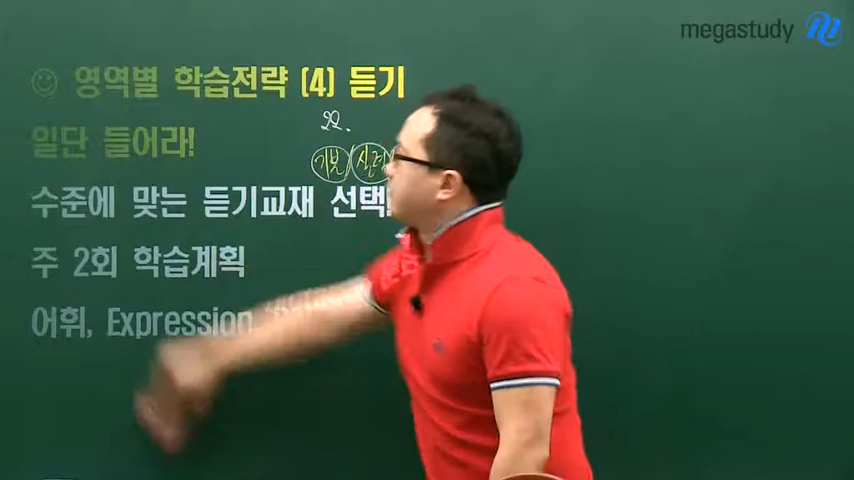 megastudy
영역별 학습전략 (4) 듣기
22.
일단 들어라!
기본 실력
수준에 맞는 듣기교재 선택
주 2회 학습계획
어휘, Expression